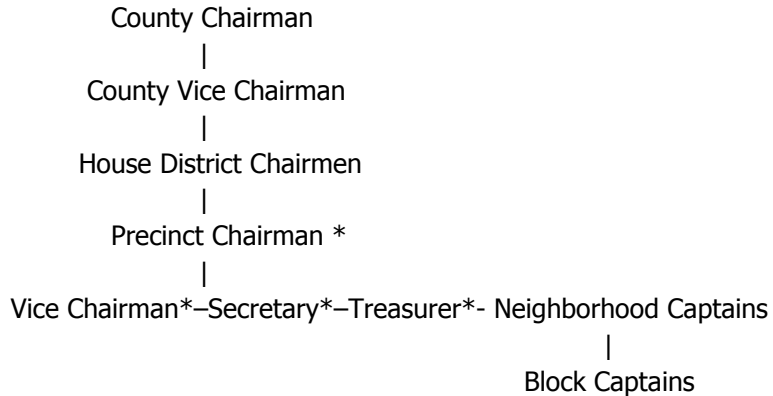 County Chairman
|
County Vice Chairman
|
House District Chairmen
|
Precinct Chairman *
|
Vice Chairman*–Secretary*–Treasurer*- Neighborhood Captains
|
Block Captains